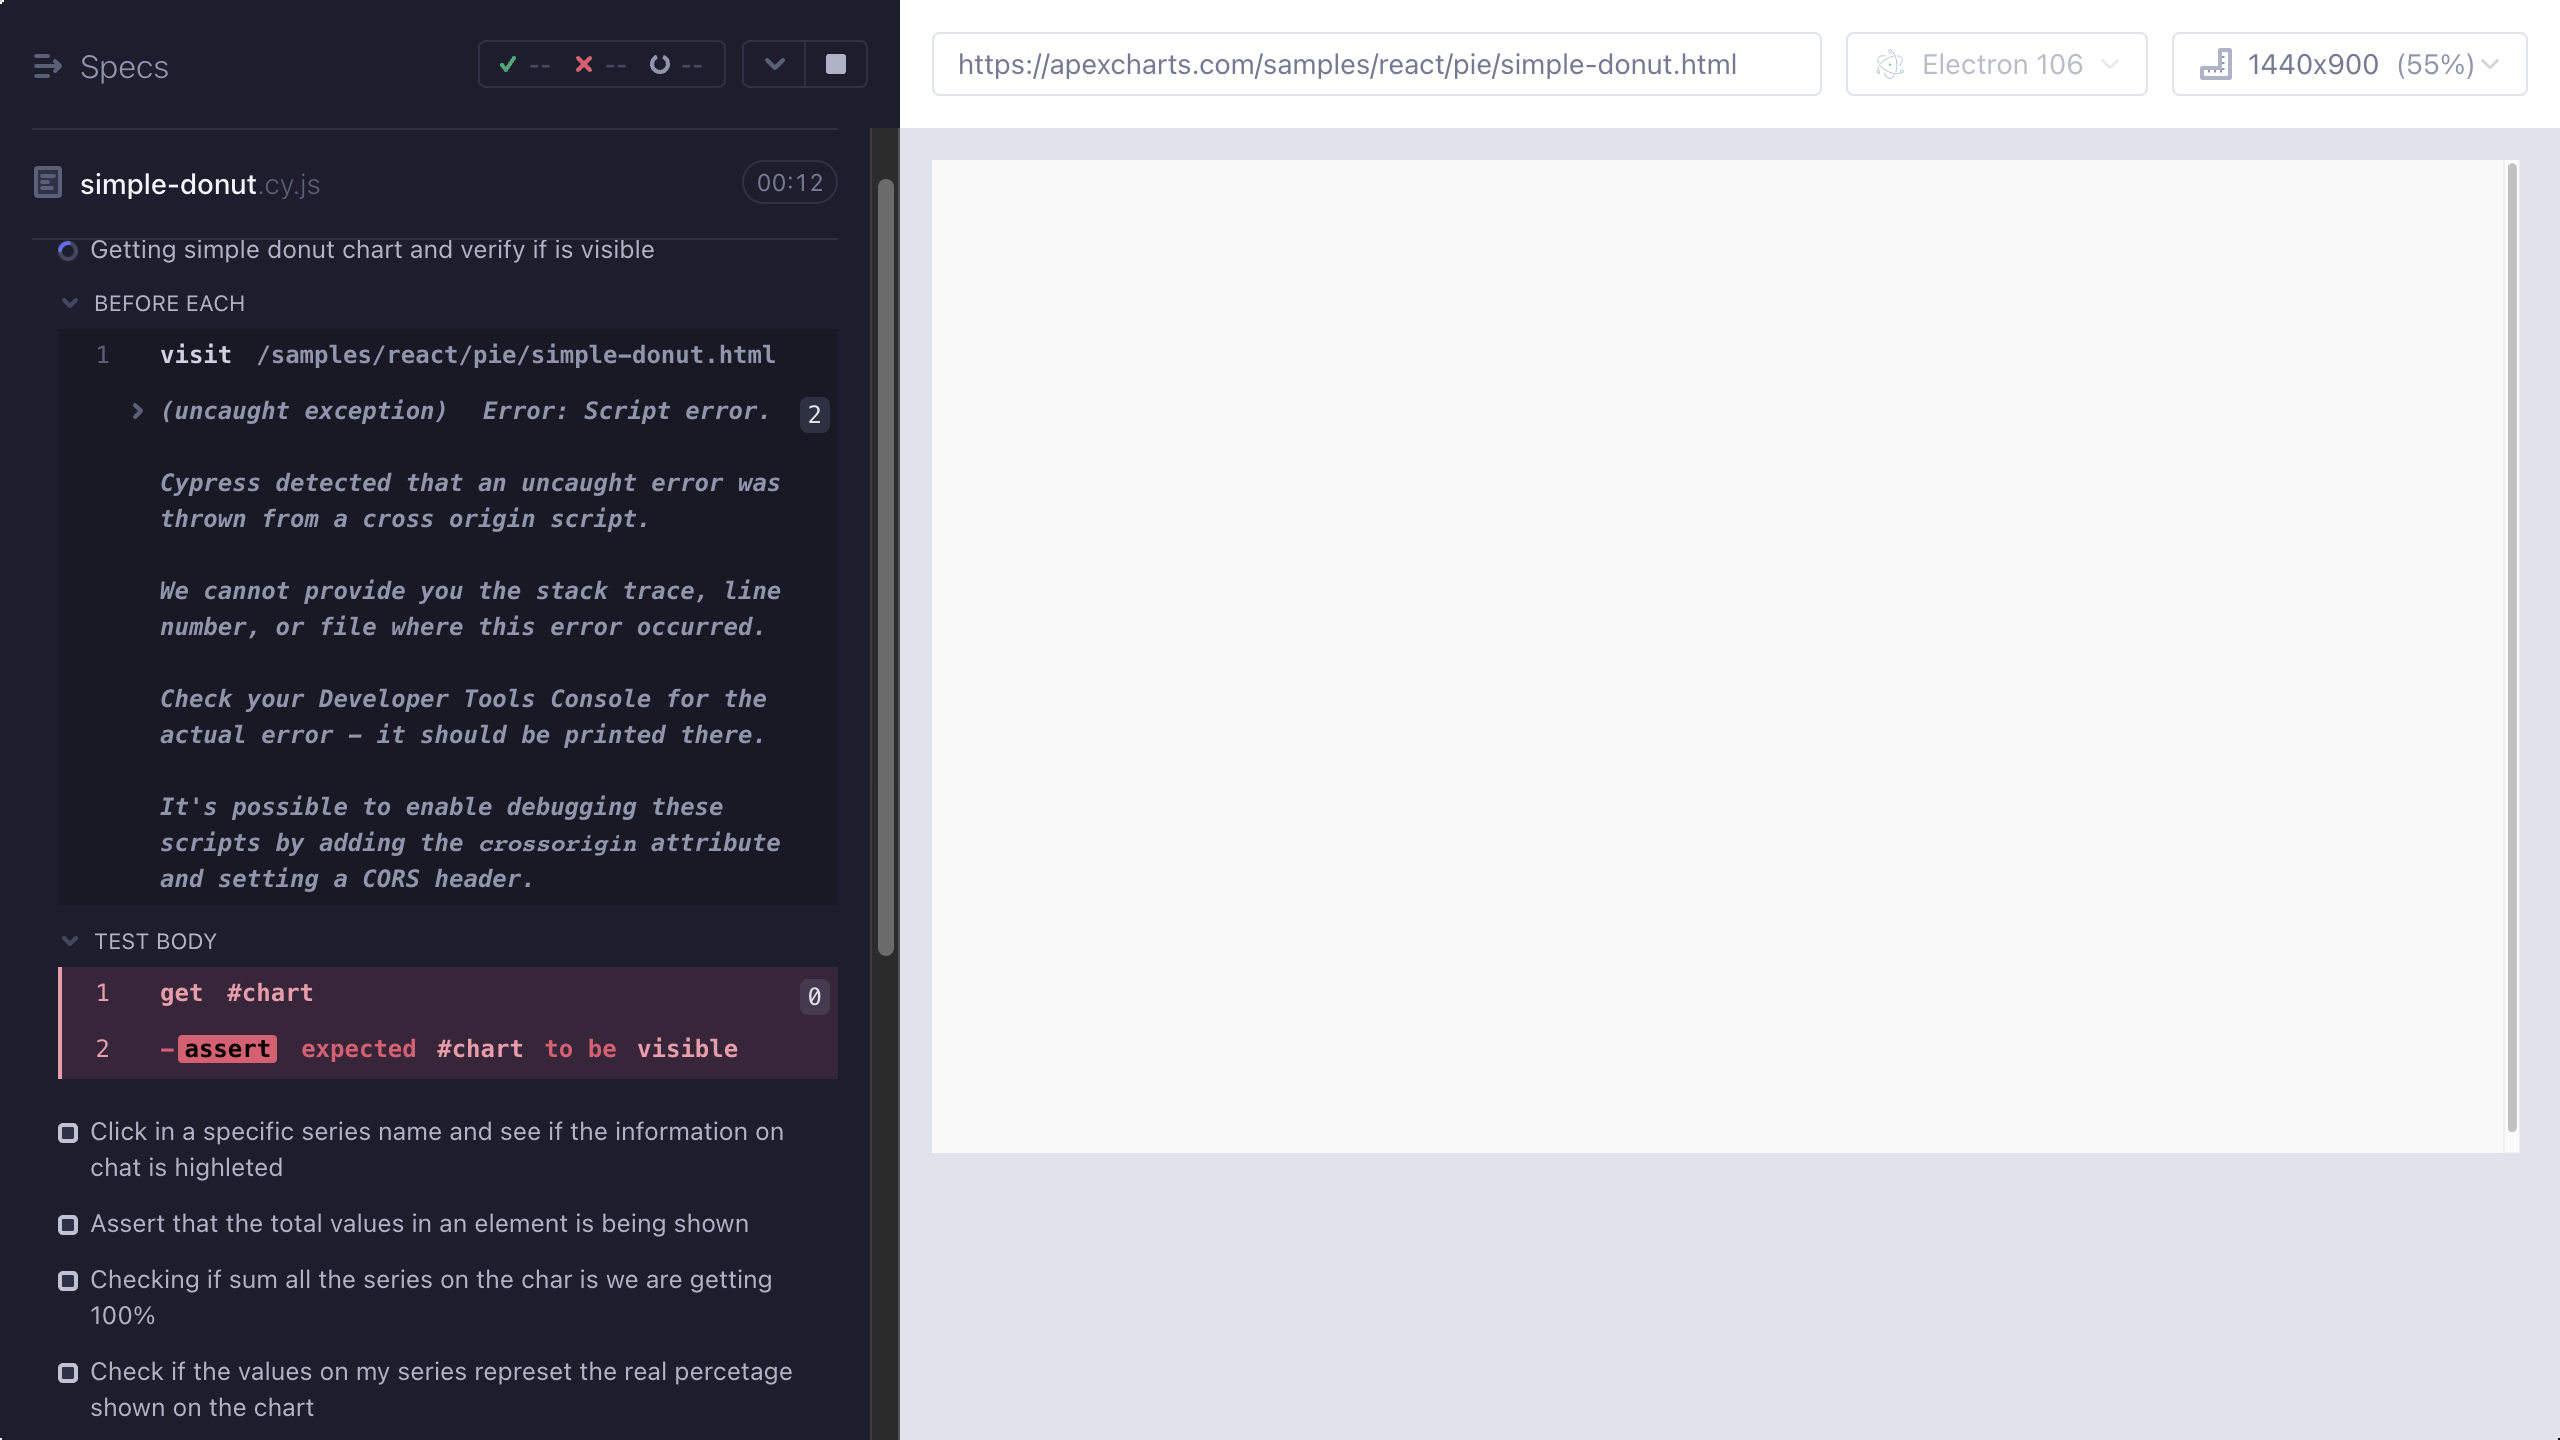 Specs
-- -- --
https://apexcharts.com/samples/react/pie/simple-donut.html
Electron 106
1440x900 (55%)
simple-donut.cy.js
00:12
Getting simple donut chart and verify if is visible
BEFORE EACH
1 visit /samples/react/pie/simple-donut.html
(uncaught exception) Error: Script error. 2
Cypress detected that an uncaught error was
thrown from a cross origin script.
We cannot provide you the stack trace, line
number, or file where this error occurred.
Check your Developer Tools Console for the
actual error - it should be printed there.
It's possible to enable debugging these
scripts by adding the crossorigin attribute
and setting a CORS header.
TEST BODY
1 get #chart 0
2 -assert expected #chart to be visible
Click in a specific series name and see if the information on
chat is highleted
Assert that the total values in an element is being shown
Checking if sum all the series on the char is we are getting
100%
Check if the values on my series represet the real percetage
shown on the chart